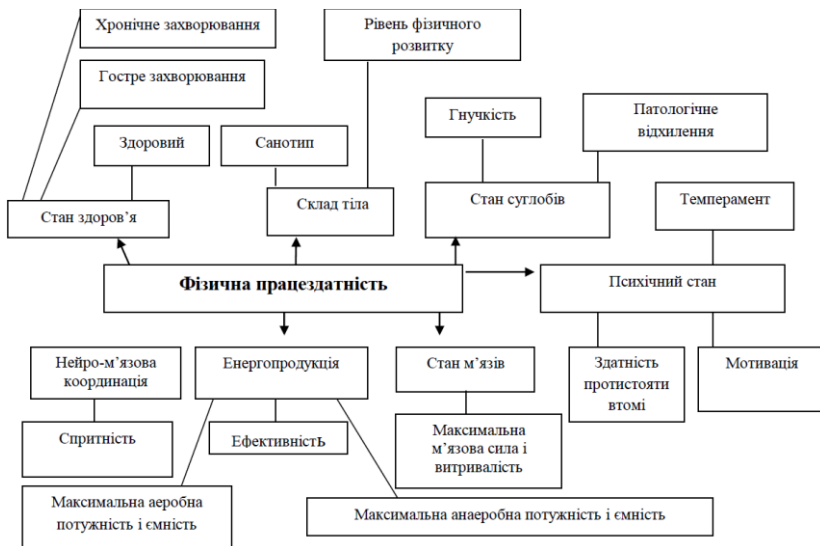 Хронічне захворювання
Рівень фізичного
розвитку
Гостре захворювання
Гнучкість
Патологічне
відхилення
Здоровий
Санотип
Стан здоров’я
Склад тіла
Стан суглобів
Темперамент
Фізична працездатність
Психічний стан
Нейро-м’язова
координація
Енергопродукція
Стан м’язів
Здатність
протистояти
втомі
Мотивація
Спритність
Ефективність
Максимальна
м’язова сила і
витривалість
Максимальна аеробна
потужність і ємність
Максимальна анаеробна потужність і ємність